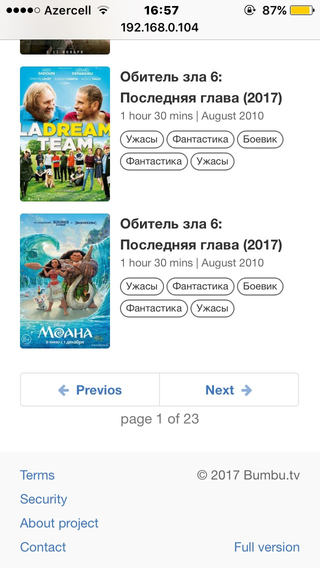 Azercell 16:57 87%
192.168.0.104
LA DREAM
TEAM
Обитель зла 6:
Последняя глава (2017)
1 hour 30 mins | August 2010
Ужасы Фантастика Боевик
Фантастика Ужасы
МОАНА
Обитель зла 6:
Последняя глава (2017)
1 hour 30 mins | August 2010
Ужасы Фантастика Боевик
Фантастика Ужасы
← Previos Next →
page 1 of 23
Terms © 2017 Bumbu.tv
Security
About project
Contact Full version